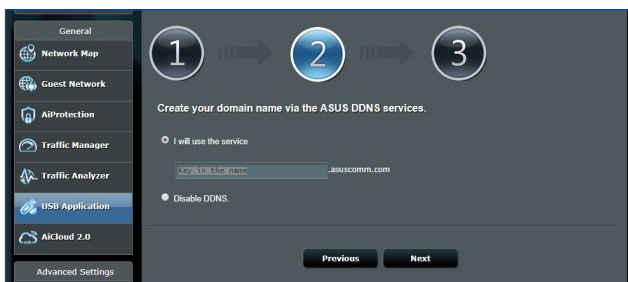 General
Network Map
Guest Network
AiProtection
Traffic Manager
Traffic Analyzer
USB Application
AiCloud 2.0
Advanced Settings
1 2 3
Create your domain name via the ASUS DDNS services.
I will use the service
Key in the name .asuscomm.com
Disable DDNS.
Previous Next